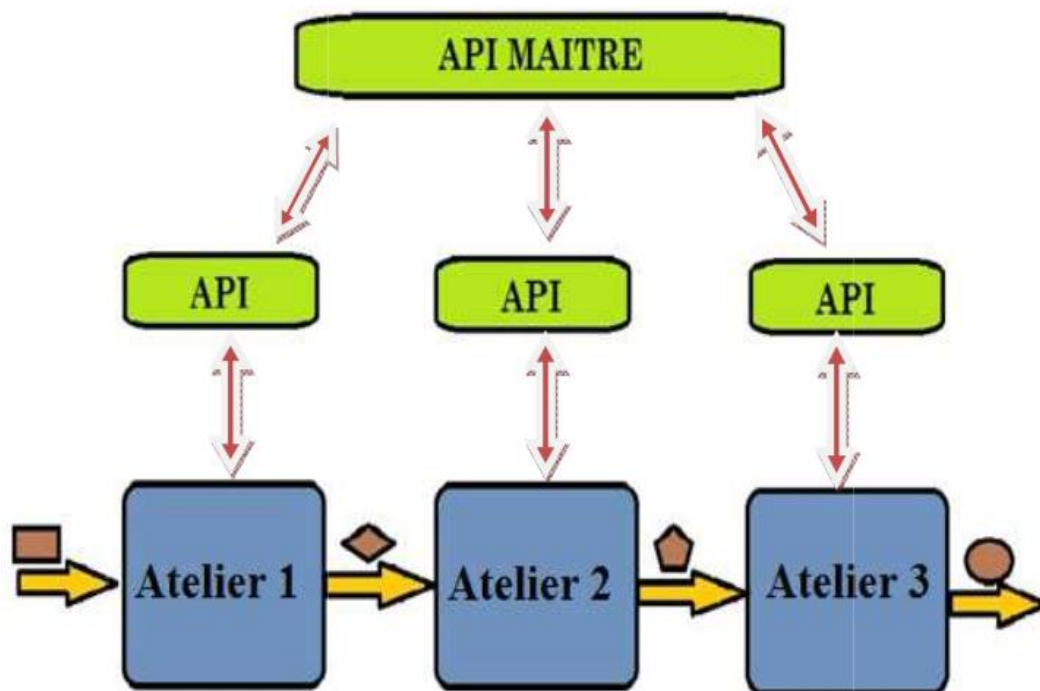 API MAITRE
API
API
API
Atelier 1
Atelier 2
Atelier 3